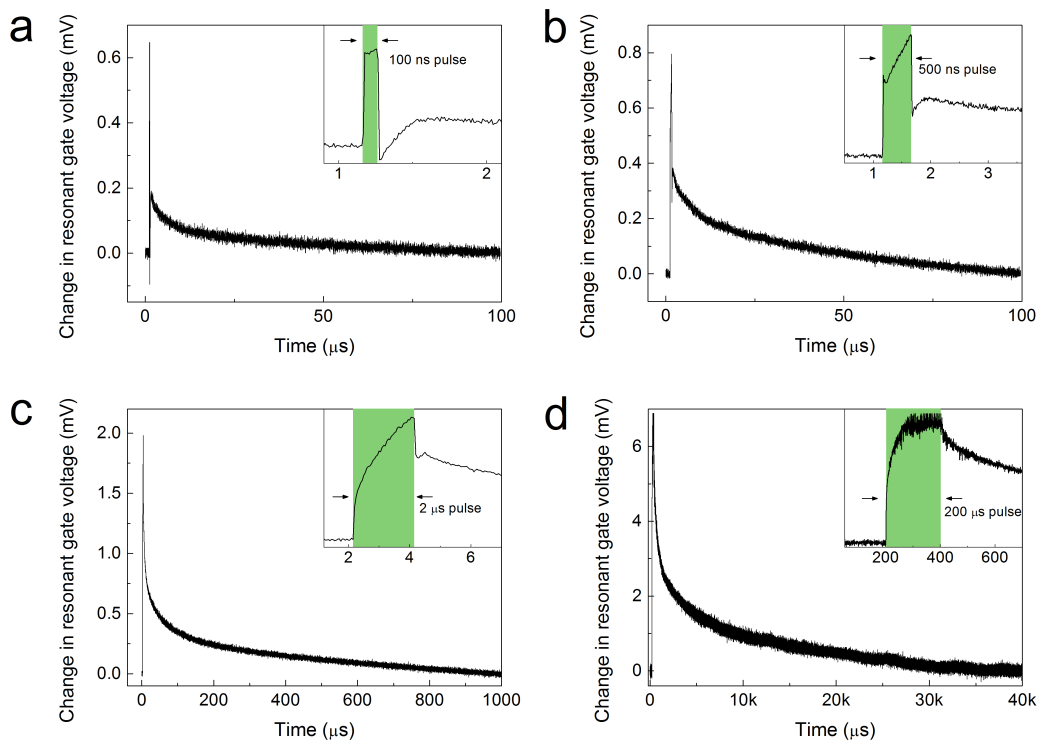 a
Change in resonant gate voltage (mV)
0.6
0.4
0.2
0.0
0
50
100
Time (μs)
100 ns pulse
1
2
b
Change in resonant gate voltage (mV)
0.8
0.6
0.4
0.2
0.0
0
50
100
Time (μs)
500 ns pulse
1
2
3
c
Change in resonant gate voltage (mV)
2.0
1.5
1.0
0.5
0.0
0
200
400
600
800
1000
Time (μs)
2 μs pulse
2
4
6
d
Change in resonant gate voltage (mV)
6
4
2
0
0
10k
20k
30k
40k
Time (μs)
200 μs pulse
200
400
600